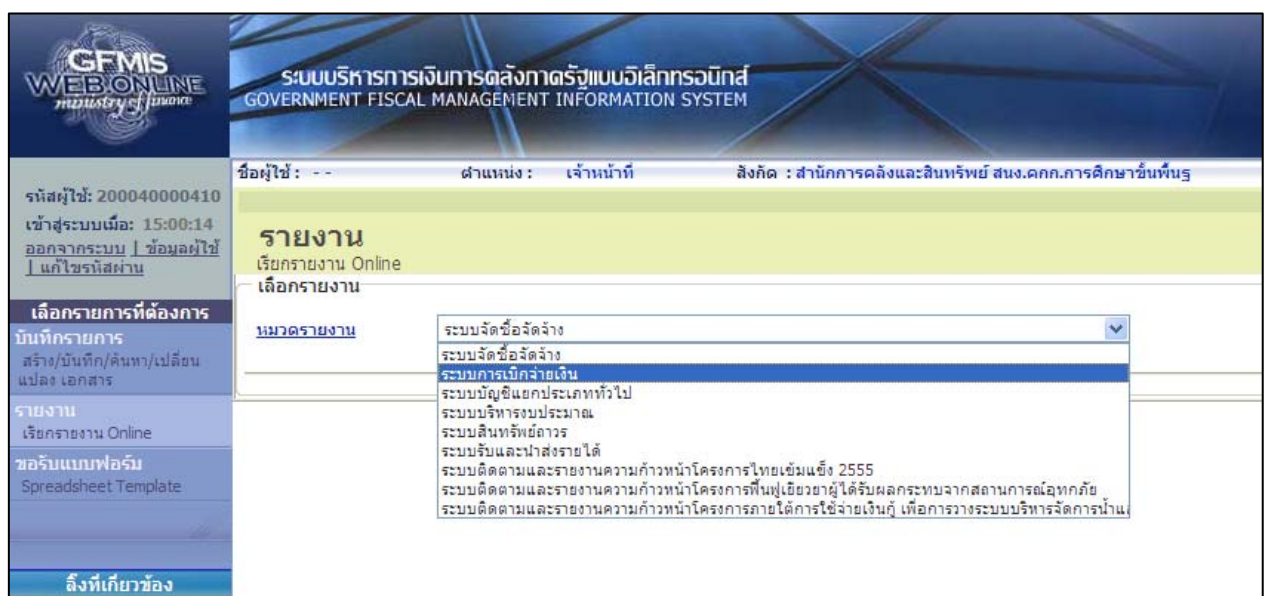 GFMIS
WEB ONLINE
ministry of finance
ระบบบริหารการเงินการคลังภาครัฐแบบอิเล็กทรอนิกส์
GOVERNMENT FISCAL MANAGEMENT INFORMATION SYSTEM
ชื่อผู้ใช้ : - - ตำแหน่ง : เจ้าหน้าที่ สังกัด : สำนักการคลังและสินทรัพย์ สนง.คกก.การศึกษาขั้นพื้นฐ
รหัสผู้ใช้: 200040000410
เข้าสู่ระบบเมื่อ: 15:00:14
ออกจากระบบ | ข้อมูลผู้ใช้
| แก้ไขรหัสผ่าน
เลือกรายการที่ต้องการ
บันทึกรายการ
สร้าง/บันทึก/ค้นหา/เปลี่ยน
แปลง เอกสาร
รายงาน
เรียกรายงาน Online
ขอรับแบบฟอร์ม
Spreadsheet Template
ลิ้งที่เกี่ยวข้อง
รายงาน
เรียกรายงาน Online
เลือกรายงาน
หมวดรายงาน ระบบจัดซื้อจัดจ้าง
ระบบจัดซื้อจัดจ้าง
ระบบการเบิกจ่ายเงิน
ระบบบัญชีแยกประเภททั่วไป
ระบบบริหารงบประมาณ
ระบบสินทรัพย์ถาวร
ระบบรับและนำส่งรายได้
ระบบติดตามและรายงานความก้าวหน้าโครงการไทยเข้มแข็ง 2555
ระบบติดตามและรายงานความก้าวหน้าโครงการฟื้นฟูเยียวยาผู้ได้รับผลกระทบจากสถานการณ์อุทกภัย
ระบบติดตามและรายงานความก้าวหน้าโครงการภายใต้การใช้จ่ายเงินกู้ เพื่อการวางระบบบริหารจัดการน้ำแล